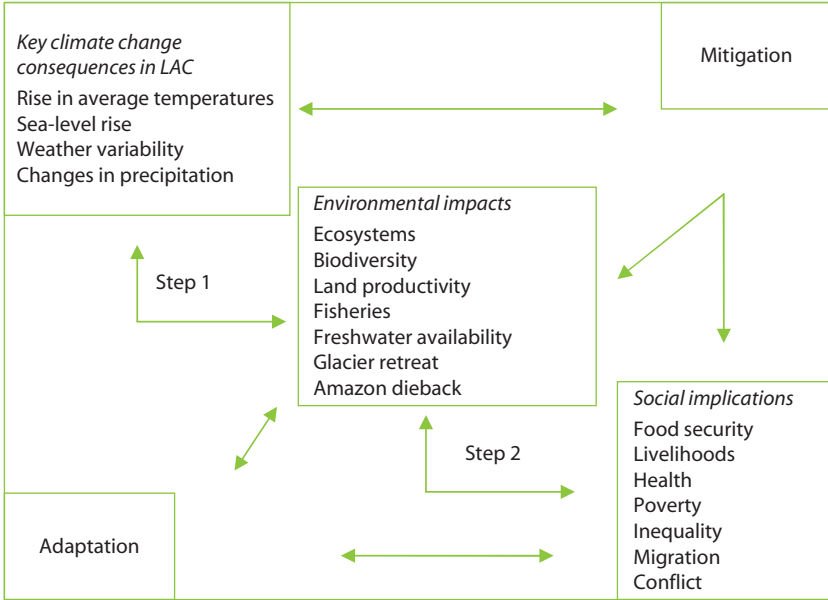 Key climate change
consequences in LAC
Rise in average temperatures
Sea-level rise
Weather variability
Changes in precipitation
Mitigation
Step 1
Environmental impacts
Ecosystems
Biodiversity
Land productivity
Fisheries
Freshwater availability
Glacier retreat
Amazon dieback
Step 2
Social implications
Food security
Livelihoods
Health
Poverty
Inequality
Migration
Conflict
Adaptation